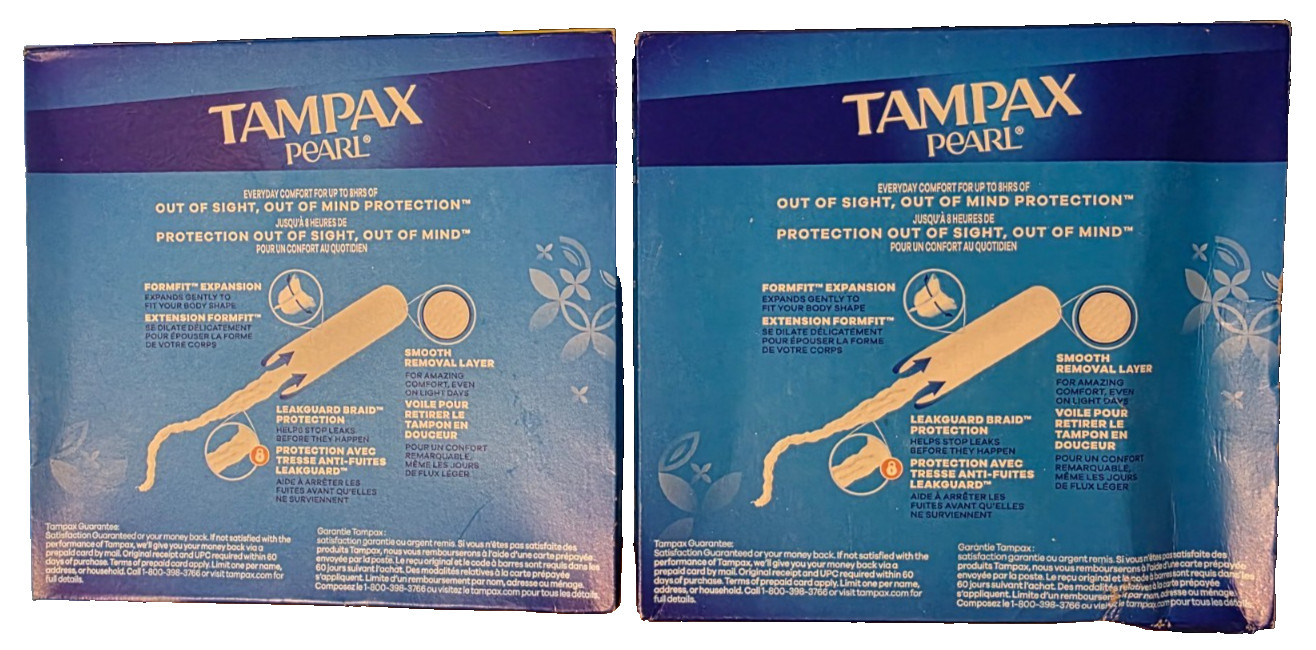 TAMPAX
PEARL®
EVERYDAY COMFORT FOR UP TO 8HRS OF
OUT OF SIGHT, OUT OF MIND PROTECTION™
JUSQU'À 8 HEURES DE
PROTECTION OUT OF SIGHT, OUT OF MIND™
POUR UN CONFORT AU QUOTIDIEN
FORMFIT™ EXPANSION
EXPANDS GENTLY TO
FIT YOUR BODY SHAPE
EXTENSION FORMFIT™
SE DILATE DÉLICATEMENT
POUR ÉPOUSER LA FORME
DE VOTRE CORPS
SMOOTH
REMOVAL LAYER
FOR AMAZING
COMFORT, EVEN
ON LIGHT DAYS
VOILE POUR
RETIRER LE
TAMPON EN
DOUCEUR
POUR UN CONFORT
REMARQUABLE,
MÊME LES JOURS
DE FLUX LÉGER
LEAKGUARD BRAID™
PROTECTION
HELPS STOP LEAKS
BEFORE THEY HAPPEN
PROTECTION AVEC
TRESSE ANTI-FUITES
LEAKGUARD™
AIDE À ARRÊTER LES
FUITES AVANT QU'ELLES
NE SURVIENNENT
Tampax Guarantee:
Satisfaction Guaranteed or your money back. If not satisfied with the
performance of Tampax, we'll give you your money back via a
prepaid card by mail. Original receipt and UPC required within 60
days of purchase. Terms of prepaid card apply. Limit one per name,
address, or household. Call 1-800-398-3766 or visit tampax.com for
full details.
Garantie Tampax :
satisfaction garantie ou argent remis. Si vous n'êtes pas satisfaite des
produits Tampax, nous vous rembourserons à l'aide d'une carte prépayée
envoyée par la poste. Le reçu original et le code à barres sont requis dans les
60 jours suivant l'achat. Des modalités relatives à la carte prépayée
s'appliquent. Limite d'un remboursement par nom, adresse ou ménage.
Composez le 1-800-398-3766 ou visitez le tampax.com pour tous les détails.
TAMPAX
PEARL®
EVERYDAY COMFORT FOR UP TO 8HRS OF
OUT OF SIGHT, OUT OF MIND PROTECTION™
JUSQU'À 8 HEURES DE
PROTECTION OUT OF SIGHT, OUT OF MIND™
POUR UN CONFORT AU QUOTIDIEN
FORMFIT™ EXPANSION
EXPANDS GENTLY TO
FIT YOUR BODY SHAPE
EXTENSION FORMFIT™
SE DILATE DÉLICATEMENT
POUR ÉPOUSER LA FORME
DE VOTRE CORPS
SMOOTH
REMOVAL LAYER
FOR AMAZING
COMFORT, EVEN
ON LIGHT DAYS
VOILE POUR
RETIRER LE
TAMPON EN
DOUCEUR
POUR UN CONFORT
REMARQUABLE,
MÊME LES JOURS
DE FLUX LÉGER
LEAKGUARD BRAID™
PROTECTION
HELPS STOP LEAKS
BEFORE THEY HAPPEN
PROTECTION AVEC
TRESSE ANTI-FUITES
LEAKGUARD™
AIDE À ARRÊTER LES
FUITES AVANT QU'ELLES
NE SURVIENNENT
Tampax Guarantee:
Satisfaction Guaranteed or your money back. If not satisfied with the
performance of Tampax, we'll give you your money back via a
prepaid card by mail. Original receipt and UPC required within 60
days of purchase. Terms of prepaid card apply. Limit one per name,
address, or household. Call 1-800-398-3766 or visit tampax.com for
full details.
Garantie Tampax :
satisfaction garantie ou argent remis. Si vous n'êtes pas satisfaite des
produits Tampax, nous vous rembourserons à l'aide d'une carte prépayée
envoyée par la poste. Le reçu original et le code à barres sont requis dans les
60 jours suivant l'achat. Des modalités relatives à la carte prépayée
s'appliquent. Limite d'un remboursement par nom, adresse ou ménage.
Composez le 1-800-398-3766 ou visitez le tampax.com pour tous les détails.